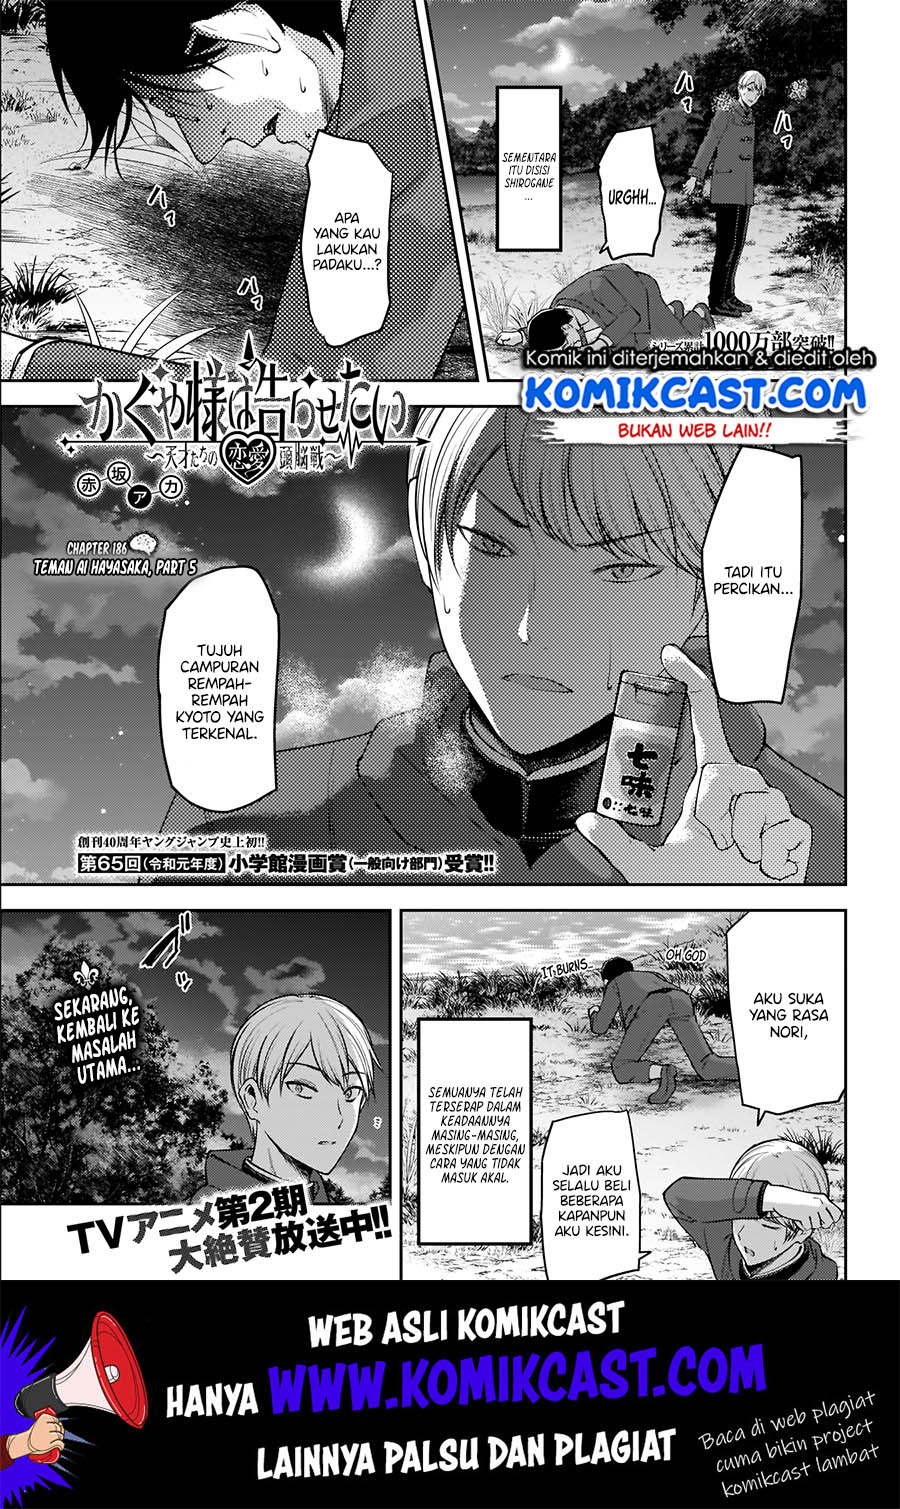 SEMENTARA
ITU DISISI
SHIROGANE
...
URGHH...
APA
YANG KAU
LAKUKAN
PADAKU...?
シリーズ累計1000万部突破!!
Komik ini diterjemahkan & diedit oleh
KOMIKCAST.COM
BUKAN WEB LAIN!!
かぐや様は告らせたい
～天才たちの恋愛頭脳戦～
赤坂アカ
CHAPTER 186
TEMAN AI HAYASAKA, PART 5
TADI ITU
PERCIKAN...
TUJUH
CAMPURAN
REMPAH-
REMPAH
KYOTO YANG
TERKENAL.
七味
七味
創刊40周年ヤングジャンプ史上初!!
第65回(令和元年度)小学館漫画賞(一般向け部門)受賞!!
OH GOD
IT BURNS...
AKU SUKA
YANG RASA
NORI,
SEMUANYA TELAH
TERSERAP DALAM
KEADAANNYA
MASING-MASING,
MESKIPUN DENGAN
CARA YANG TIDAK
MASUK AKAL.
JADI AKU
SELALU BELI
BEBERAPA
KAPANPUN
AKU KESINI.
SEKARANG,
KEMBALI KE
MASALAH
UTAMA...
TVアニメ第2期
大絶賛放送中!!
WEB ASLI KOMIKCAST
HANYA WWW.KOMIKCAST.COM
LAINNYA PALSU DAN PLAGIAT
Baca di web plagiat
cuma bikin project
komikcast lambat